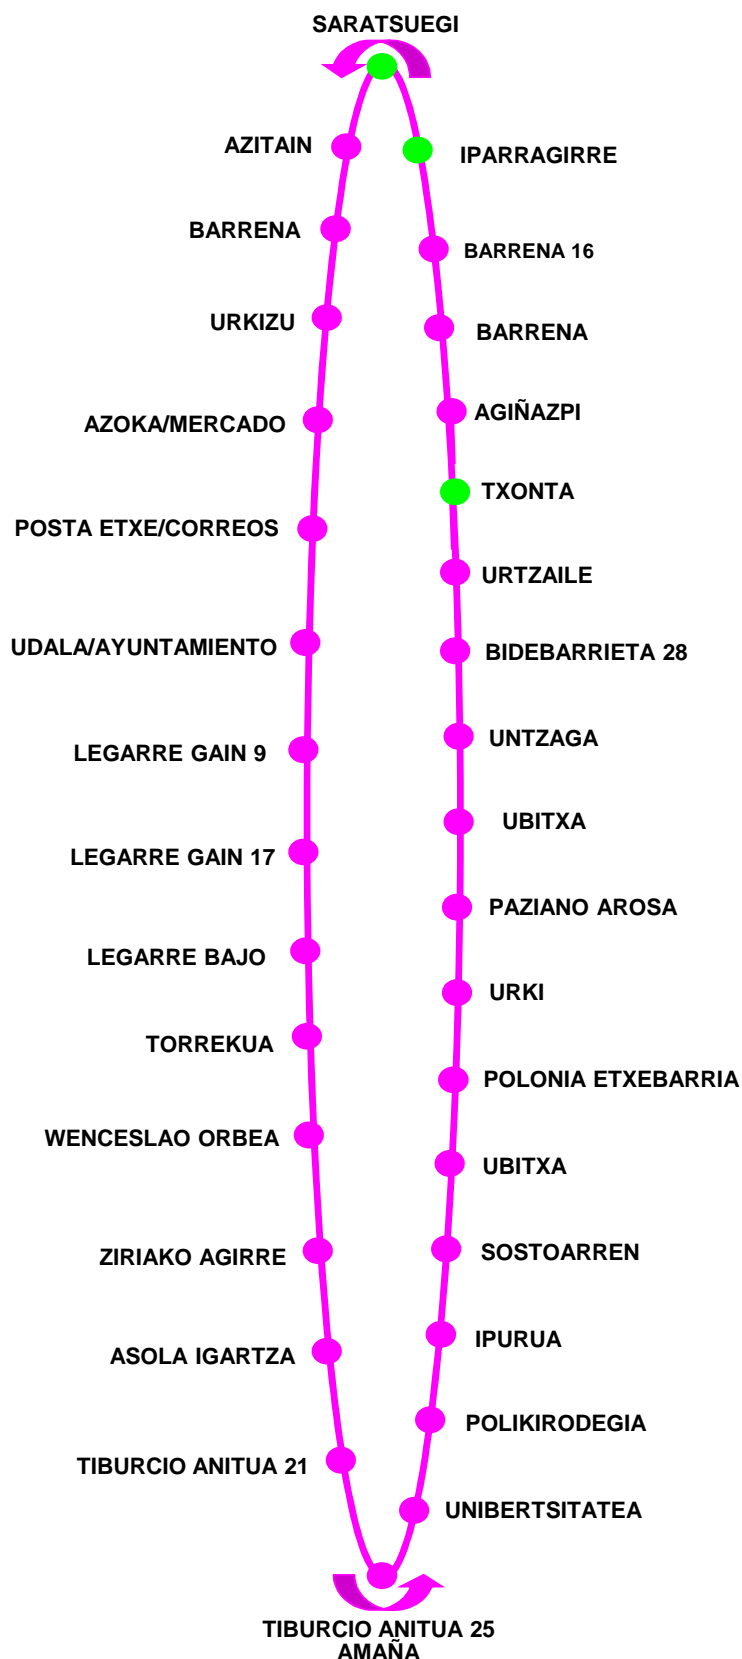 SARATSUEGI
AZITAIN
IPARRAGIRRE
BARRENA
BARRENA 16
URKIZU
BARRENA
AZOKA/MERCADO
AGIÑAZPI
TXONTA
POSTA ETXE/CORREOS
URTZAILE
UDALA/AYUNTAMIENTO
BIDEBARRIETA 28
LEGARRE GAIN 9
UNTZAGA
UBITXA
LEGARRE GAIN 17
PAZIANO AROSA
LEGARRE BAJO
URKI
TORREKUA
POLONIA ETXEBARRIA
WENCESLAO ORBEA
UBITXA
ZIRIAKO AGIRRE
SOSTOARREN
ASOLA IGARTZA
IPURUA
POLIKIRODEGIA
TIBURCIO ANITUA 21
UNIBERTSITATEA
TIBURCIO ANITUA 25
AMAÑA